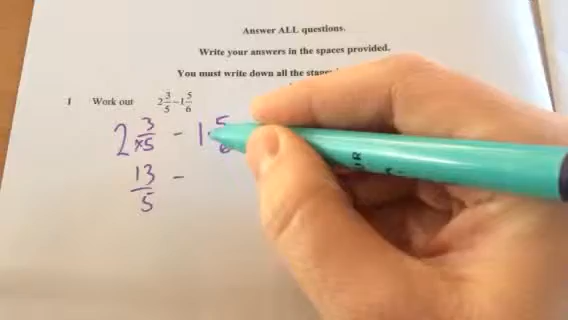 Answer ALL questions.
Write your answers in the spaces provided.
You must write down all the stages
1 Work out 2 3/5 − 1 5/6
2 3/×5 − 1 5/6
13/5 −